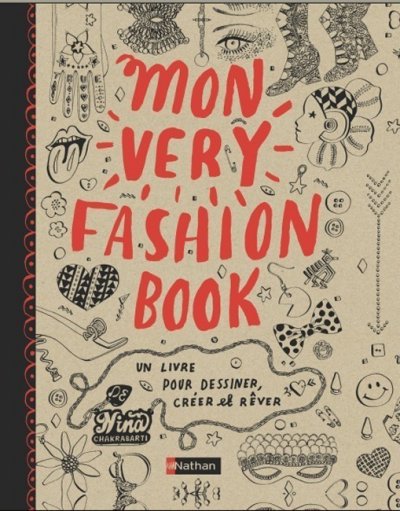 MON
VERY
FASHION
BOOK
UN LIVRE
POUR DESSINER,
CRÉER et RÊVER
DE
Nina
CHAKRABARTI
Nathan